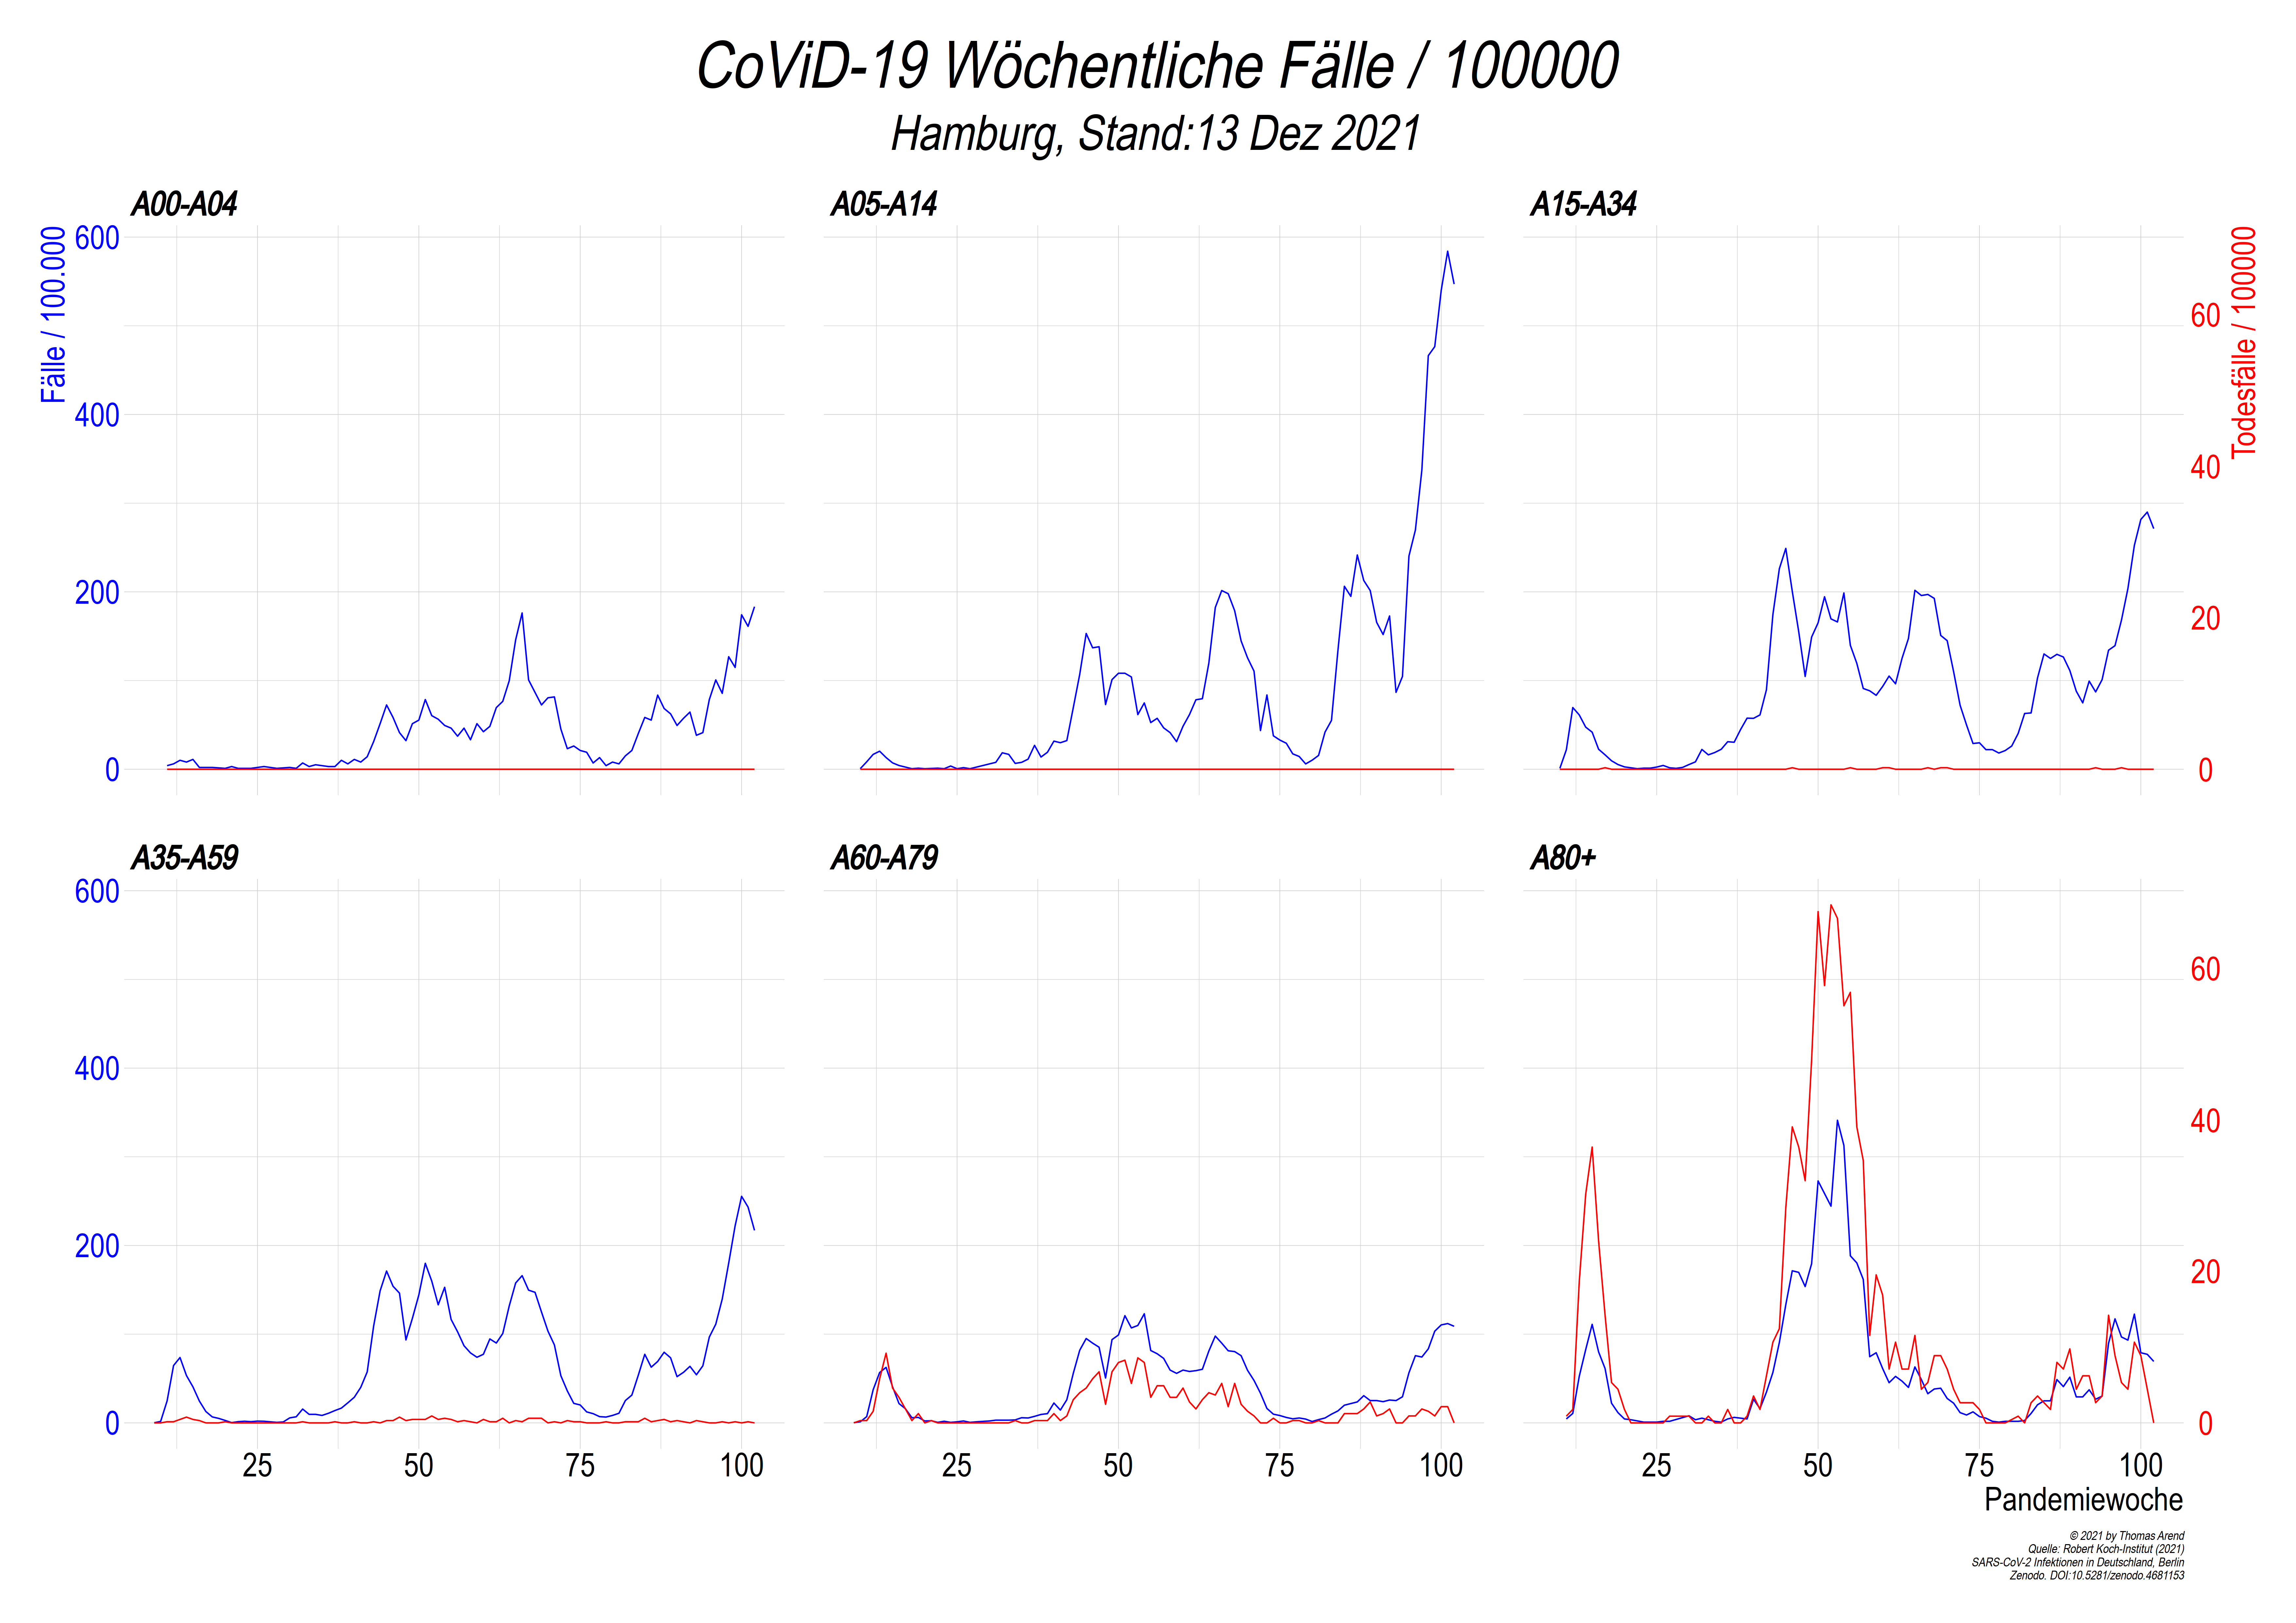 CoViD-19 Wöchentliche Fälle / 100000
Hamburg, Stand:13 Dez 2021
A00-A04
A05-A14
A15-A34
Fälle / 100.000
600
400
200
0
Todesfälle / 100000
60
40
20
0
A35-A59
A60-A79
A80+
600
400
200
0
60
40
20
0
25 50 75 100
25 50 75 100
25 50 75 100
Pandemiewoche
© 2021 by Thomas Arend
Quelle: Robert Koch-Institut (2021)
SARS-CoV-2 Infektionen in Deutschland, Berlin
Zenodo. DOI:10.5281/zenodo.4681153